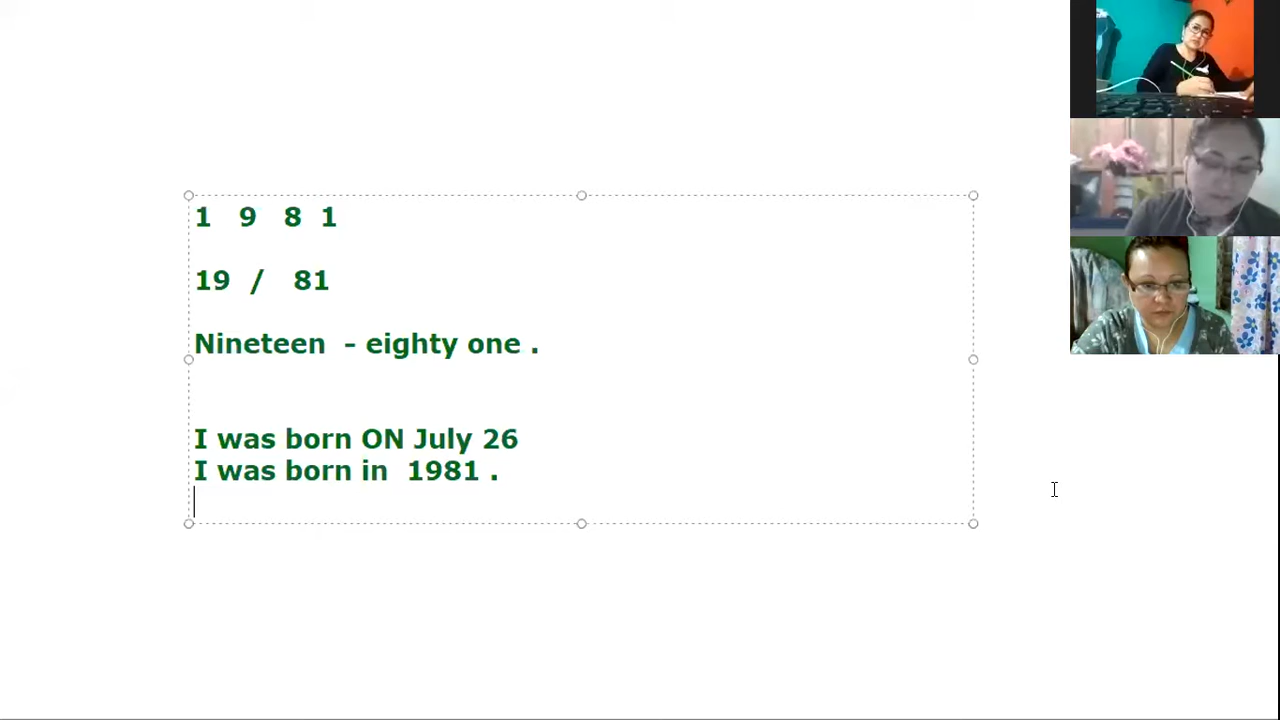 1 9 8 1
19 / 81
Nineteen - eighty one .
I was born ON July 26
I was born in 1981 .